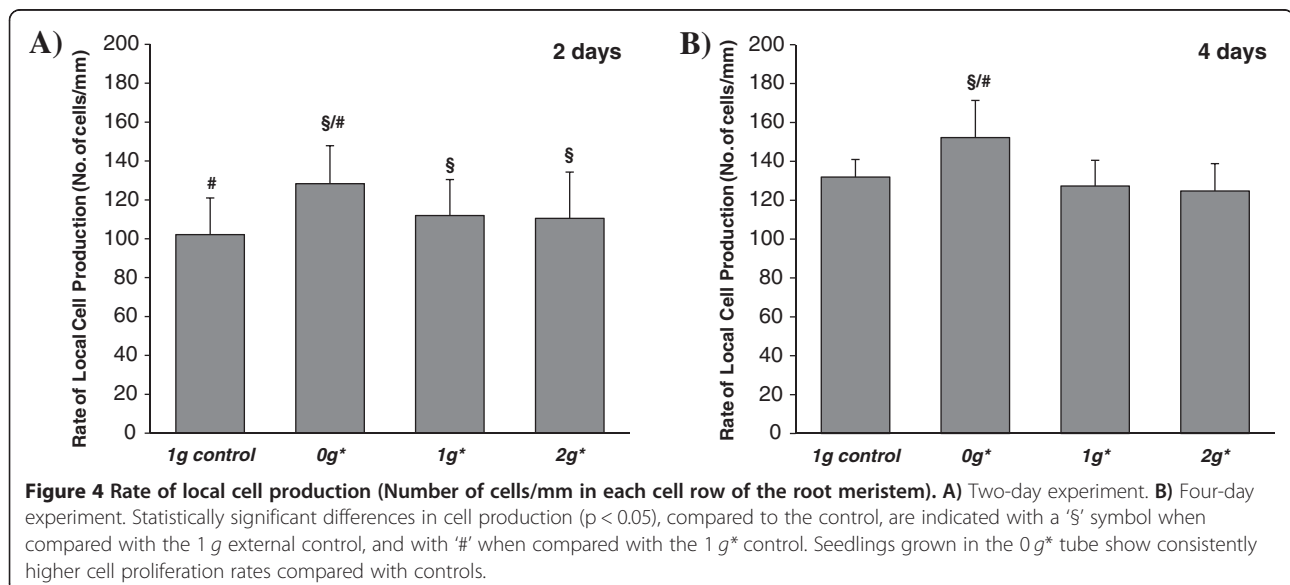 A)
2 days
Rate of Local Cell Production (No. of cells/mm)
200
180
160
140
120
100
80
60
40
20
0
#
§/#
§
§
1g control 0g* 1g* 2g*
B)
4 days
Rate of Local Cell Production (No. of cells/mm)
200
180
160
140
120
100
80
60
40
20
0
§/#
1g control 0g* 1g* 2g*
Figure 4 Rate of local cell production (Number of cells/mm in each cell row of the root meristem). A) Two-day experiment. B) Four-day
experiment. Statistically significant differences in cell production (p < 0.05), compared to the control, are indicated with a ‘§’ symbol when
compared with the 1 g external control, and with ‘#’ when compared with the 1 g* control. Seedlings grown in the 0 g* tube show consistently
higher cell proliferation rates compared with controls.